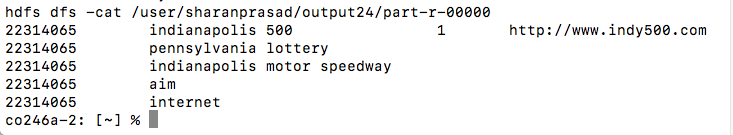 hdfs dfs -cat /user/sharanprasad/output24/part-r-00000
22314065 indianapolis 500 1 http://www.indy500.com
22314065 pennsylvania lottery
22314065 indianapolis motor speedway
22314065 aim
22314065 internet
co246a-2: [~] %